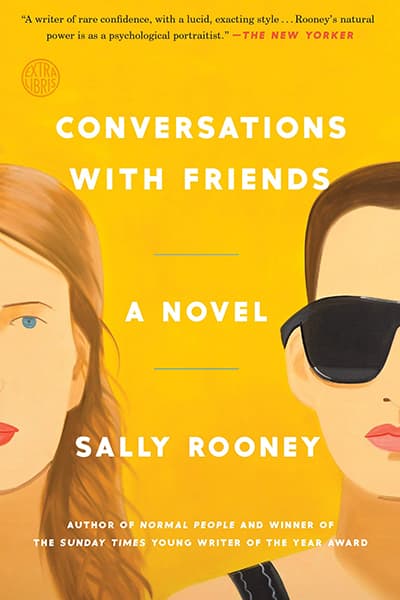 “A writer of rare confidence, with a lucid, exacting style . . . Rooney’s natural
power is as a psychological portraitist.” —THE NEW YORKER
EXTRA
LIBRIS
CONVERSATIONS
WITH FRIENDS
A NOVEL
SALLY ROONEY
AUTHOR OF NORMAL PEOPLE AND WINNER OF
THE SUNDAY TIMES YOUNG WRITER OF THE YEAR AWARD